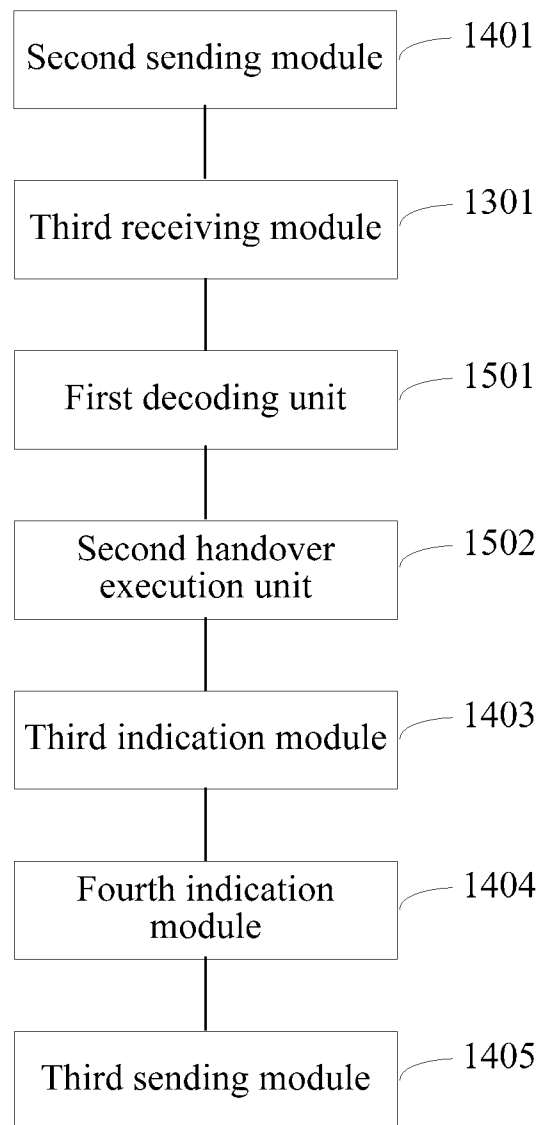 Second sending module
1401
Third receiving module
1301
First decoding unit
1501
Second handover
execution unit
1502
Third indication module
1403
Fourth indication
module
1404
Third sending module
1405